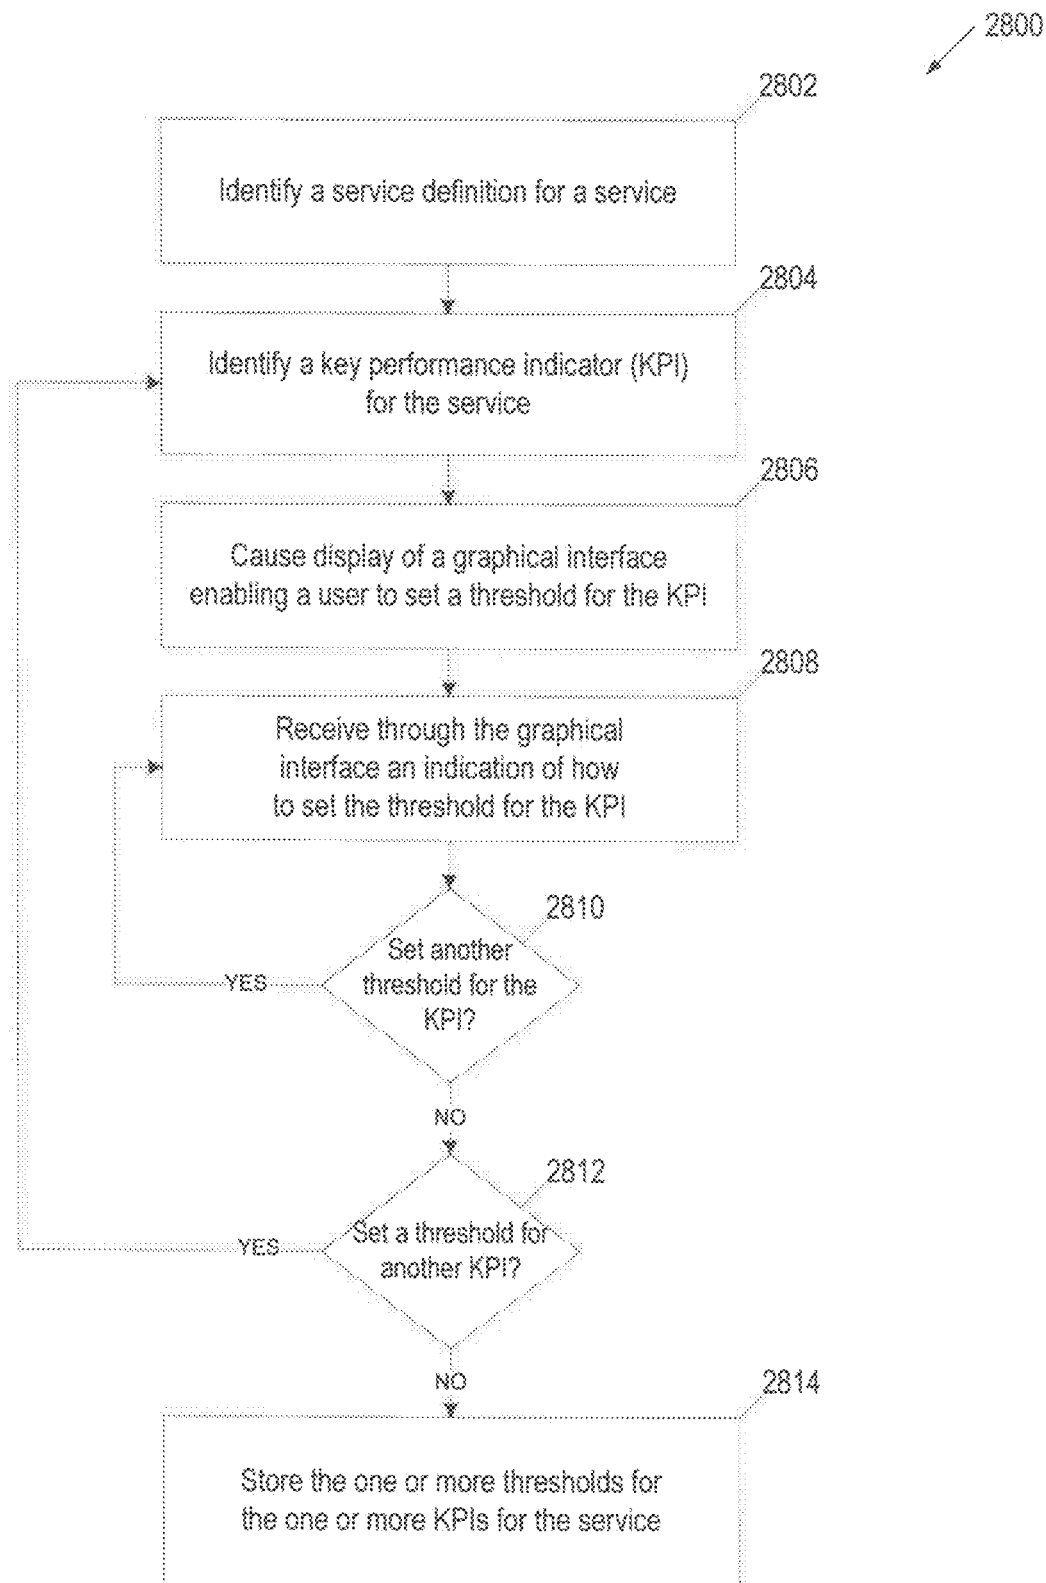 2800
2802
Identify a service definition for a service
2804
Identify a key performance indicator (KPI)
for the service
2806
Cause display of a graphical interface
enabling a user to set a threshold for the KPI
2808
Receive through the graphical
interface an indication of how
to set the threshold for the KPI
2810
Set another
threshold for the
KPI?
YES
NO
2812
Set a threshold for
another KPI?
YES
NO
2814
Store the one or more thresholds for
the one or more KPIs for the service